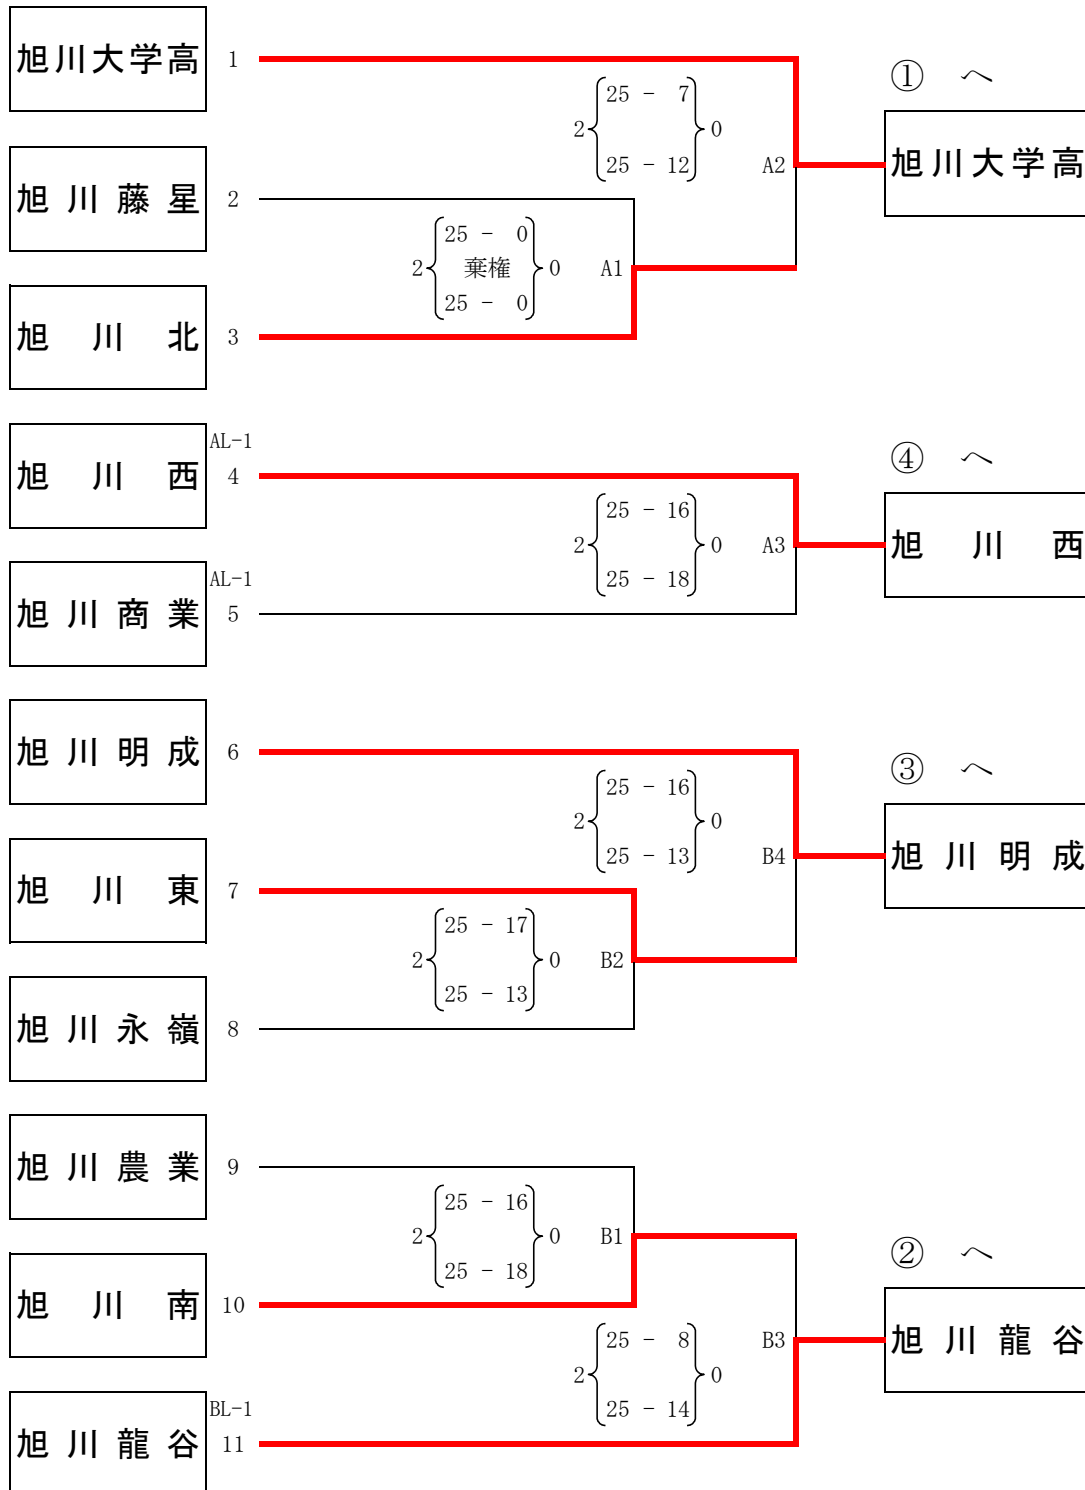 旭川大学高 1
① へ
25 - 7
2 0
25 - 12 A2
旭川大学高
旭川藤星 2
25 - 0
2 棄権 0 A1
25 - 0
旭川北 3
AL-1
旭川西 4
④ へ
25 - 16
2 0 A3
25 - 18
旭川西
AL-1
旭川商業 5
旭川明成 6
③ へ
25 - 16
2 0
25 - 13 B4
旭川明成
旭川東 7
25 - 17
2 0 B2
25 - 13
旭川永嶺 8
旭川農業 9
25 - 16
2 0 B1
25 - 18
② へ
旭川南 10
25 - 8 B3
2 0
25 - 14
旭川龍谷
BL-1
旭川龍谷 11